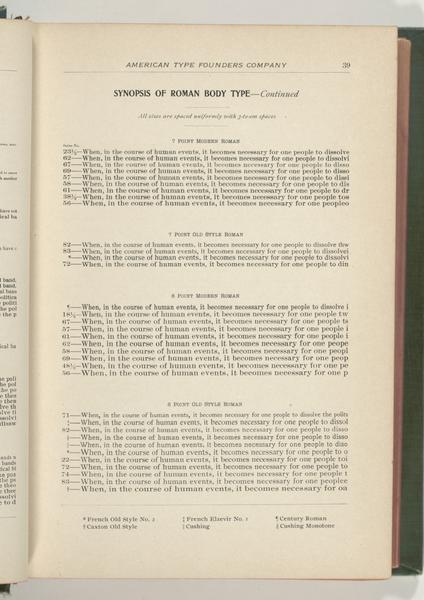 AMERICAN TYPE FOUNDERS COMPANY 39
SYNOPSIS OF ROMAN BODY TYPE—Continued
All sizes are spaced uniformly with 3-to-em spaces
7 POINT MODERN ROMAN
Series No.
23½—When, in the course of human events, it becomes necessary for one people to dissolve
62—When, in the course of human events, it becomes necessary for one people to dissolvi
67—When, in the course of human events, it becomes necessary for one people to disso
69—When, in the course of human events, it becomes necessary for one people to disso
57—When, in the course of human events, it becomes necessary for one people to dissi
58—When, in the course of human events, it becomes necessary for one people to dis
61—When, in the course of human events, it becomes necessary for one people to dr
38½—When, in the course of human events, it becomes necessary for one people tos
56—When, in the course of human events, it becomes necessary for one peopleo
7 POINT OLD STYLE ROMAN
82—When, in the course of human events, it becomes necessary for one people to dissolve thw
83—When, in the course of human events, it becomes necessary for one people to dissolvei
*—When, in the course of human events, it becomes necessary for one people to dissolvi
72—When, in the course of human events, it becomes necessary for one people to din
8 POINT MODERN ROMAN
¶—When, in the course of human events, it becomes necessary for one people to dissolve i
18½—When, in the course of human events, it becomes necessary for one people tw
67—When, in the course of human events, it becomes necessary for one people ta
57—When, in the course of human events, it becomes necessary for one people i
61—When, in the course of human events, it becomes necessary for one people i
62—When, in the course of human events, it becomes necessary for one peope
58—When, in the course of human events, it becomes necessary for one peopl
69—When, in the course of human events, it becomes necessary for one peop
48½—When, in the course of human events, it becomes necessary for one pe
56—When, in the course of human events, it becomes necessary for one p
8 POINT OLD STYLE ROMAN
71—When, in the course of human events, it becomes necessary for one people to dissolve the polits
—When, in the course of human events, it becomes necessary for one people to dissol
82—When, in the course of human events, it becomes necessary for one people to disso
—When, in the course of human events, it becomes necessary for one people to disso
—When, in the course of human events, it becomes necessary for one people to diso
*—When, in the course of human events, it becomes necessary for one people to o
22—When, in the course of human events, it becomes necessary for one people toi
72—When, in the course of human events, it becomes necessary for one people to
74—When, in the course of human events, it becomes necessary for one people t
83—When, in the course of human events, it becomes necessary for one peoplee
—When, in the course of human events, it becomes necessary for oa
* French Old Style No. 2 ‡ French Elzevir No. 1 ¶ Century Roman
† Caxton Old Style Cushing Cushing Monotone